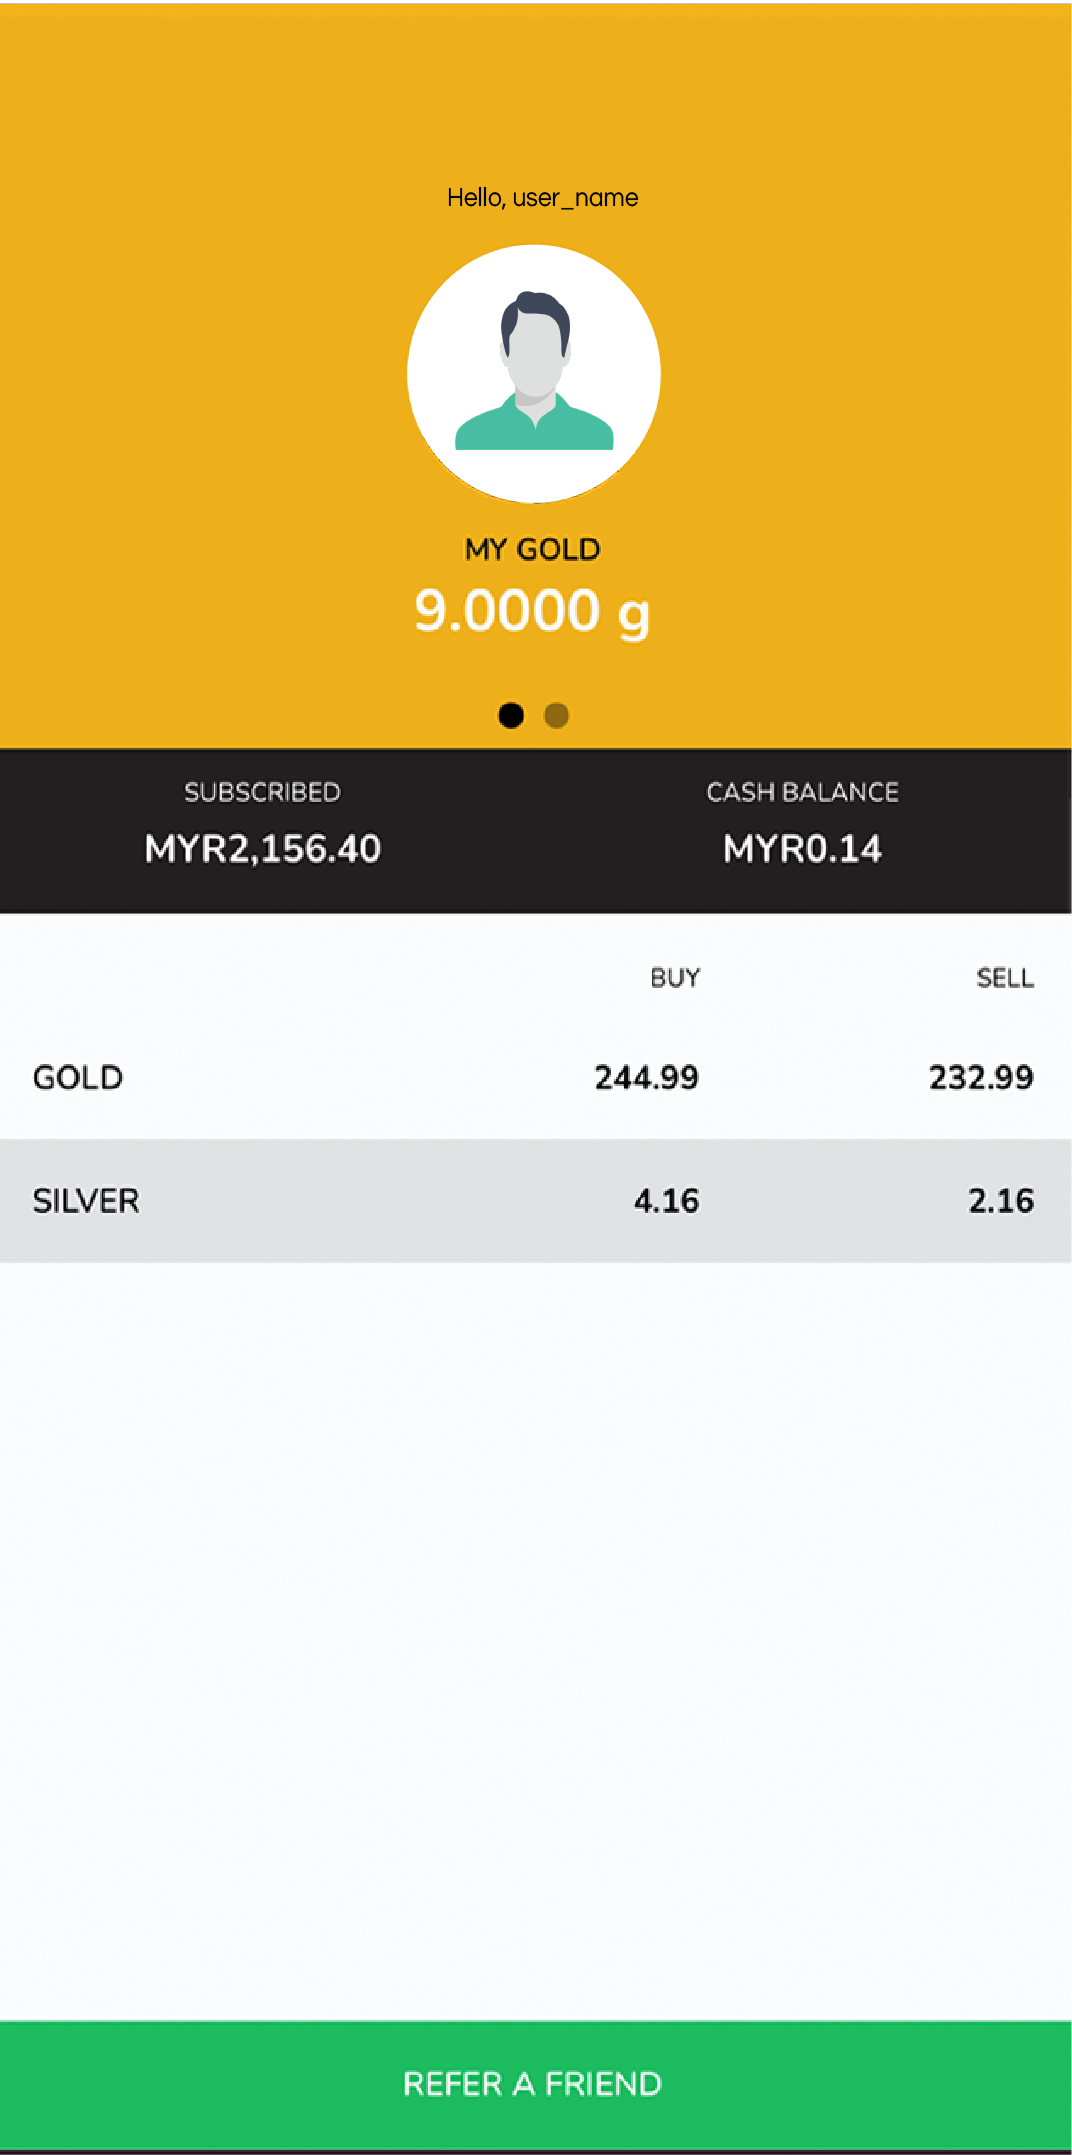 Hello, user_name
MY GOLD
9.0000 g
SUBSCRIBED CASH BALANCE
MYR2,156.40 MYR0.14
BUY SELL
GOLD 244.99 232.99
SILVER 4.16 2.16
REFER A FRIEND